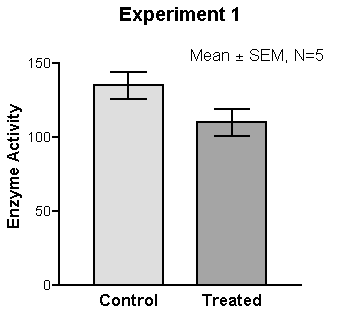 Experiment 1
Mean ± SEM, N=5
150
100
50
0
Enzyme Activity
Control Treated